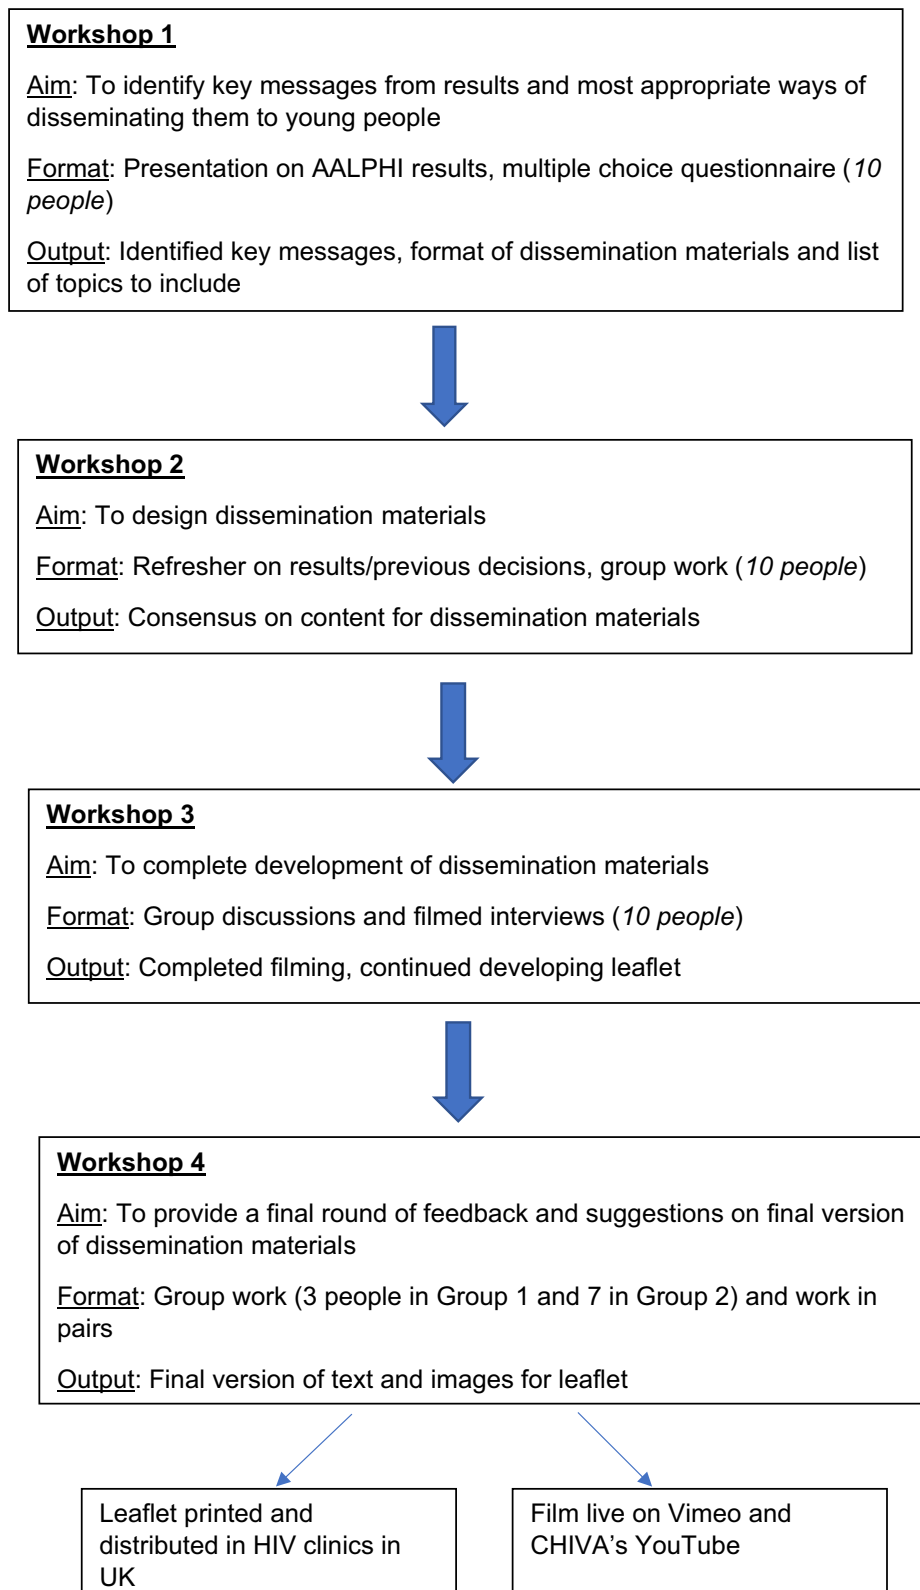 Workshop 1
Aim: To identify key messages from results and most appropriate ways of
disseminating them to young people
Format: Presentation on AALPHI results, multiple choice questionnaire (10
people)
Output: Identified key messages, format of dissemination materials and list
of topics to include
Workshop 2
Aim: To design dissemination materials
Format: Refresher on results/previous decisions, group work (10 people)
Output: Consensus on content for dissemination materials
Workshop 3
Aim: To complete development of dissemination materials
Format: Group discussions and filmed interviews (10 people)
Output: Completed filming, continued developing leaflet
Workshop 4
Aim: To provide a final round of feedback and suggestions on final version
of dissemination materials
Format: Group work (3 people in Group 1 and 7 in Group 2) and work in
pairs
Output: Final version of text and images for leaflet
Leaflet printed and
distributed in HIV clinics in
UK
Film live on Vimeo and
CHIVA's YouTube